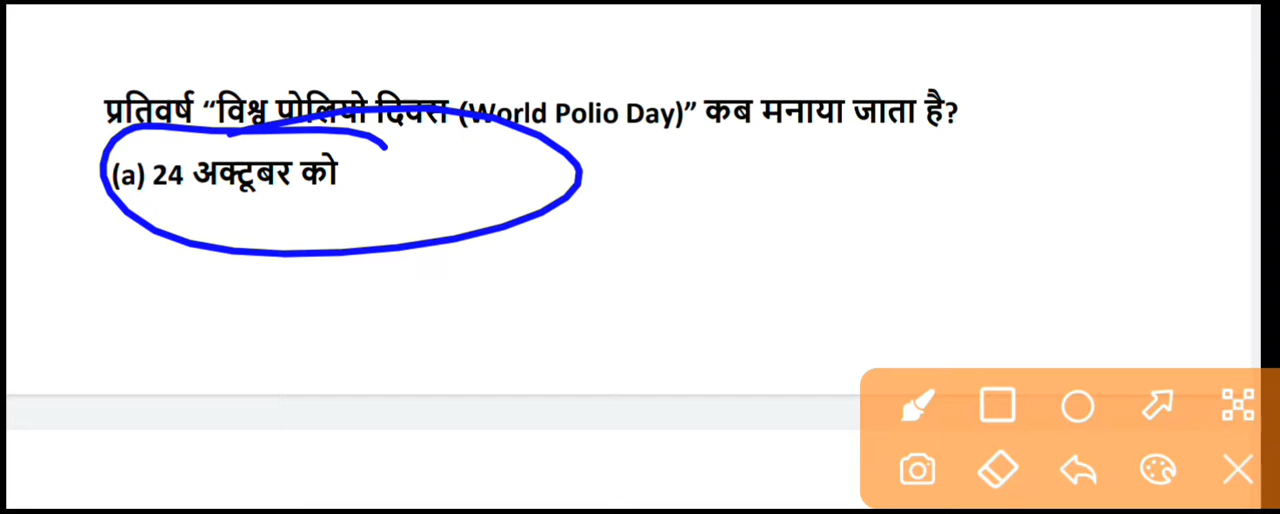 प्रतिवर्ष “विश्व पोलियो दिवस (World Polio Day)” कब मनाया जाता है?
(a) 24 अक्टूबर को